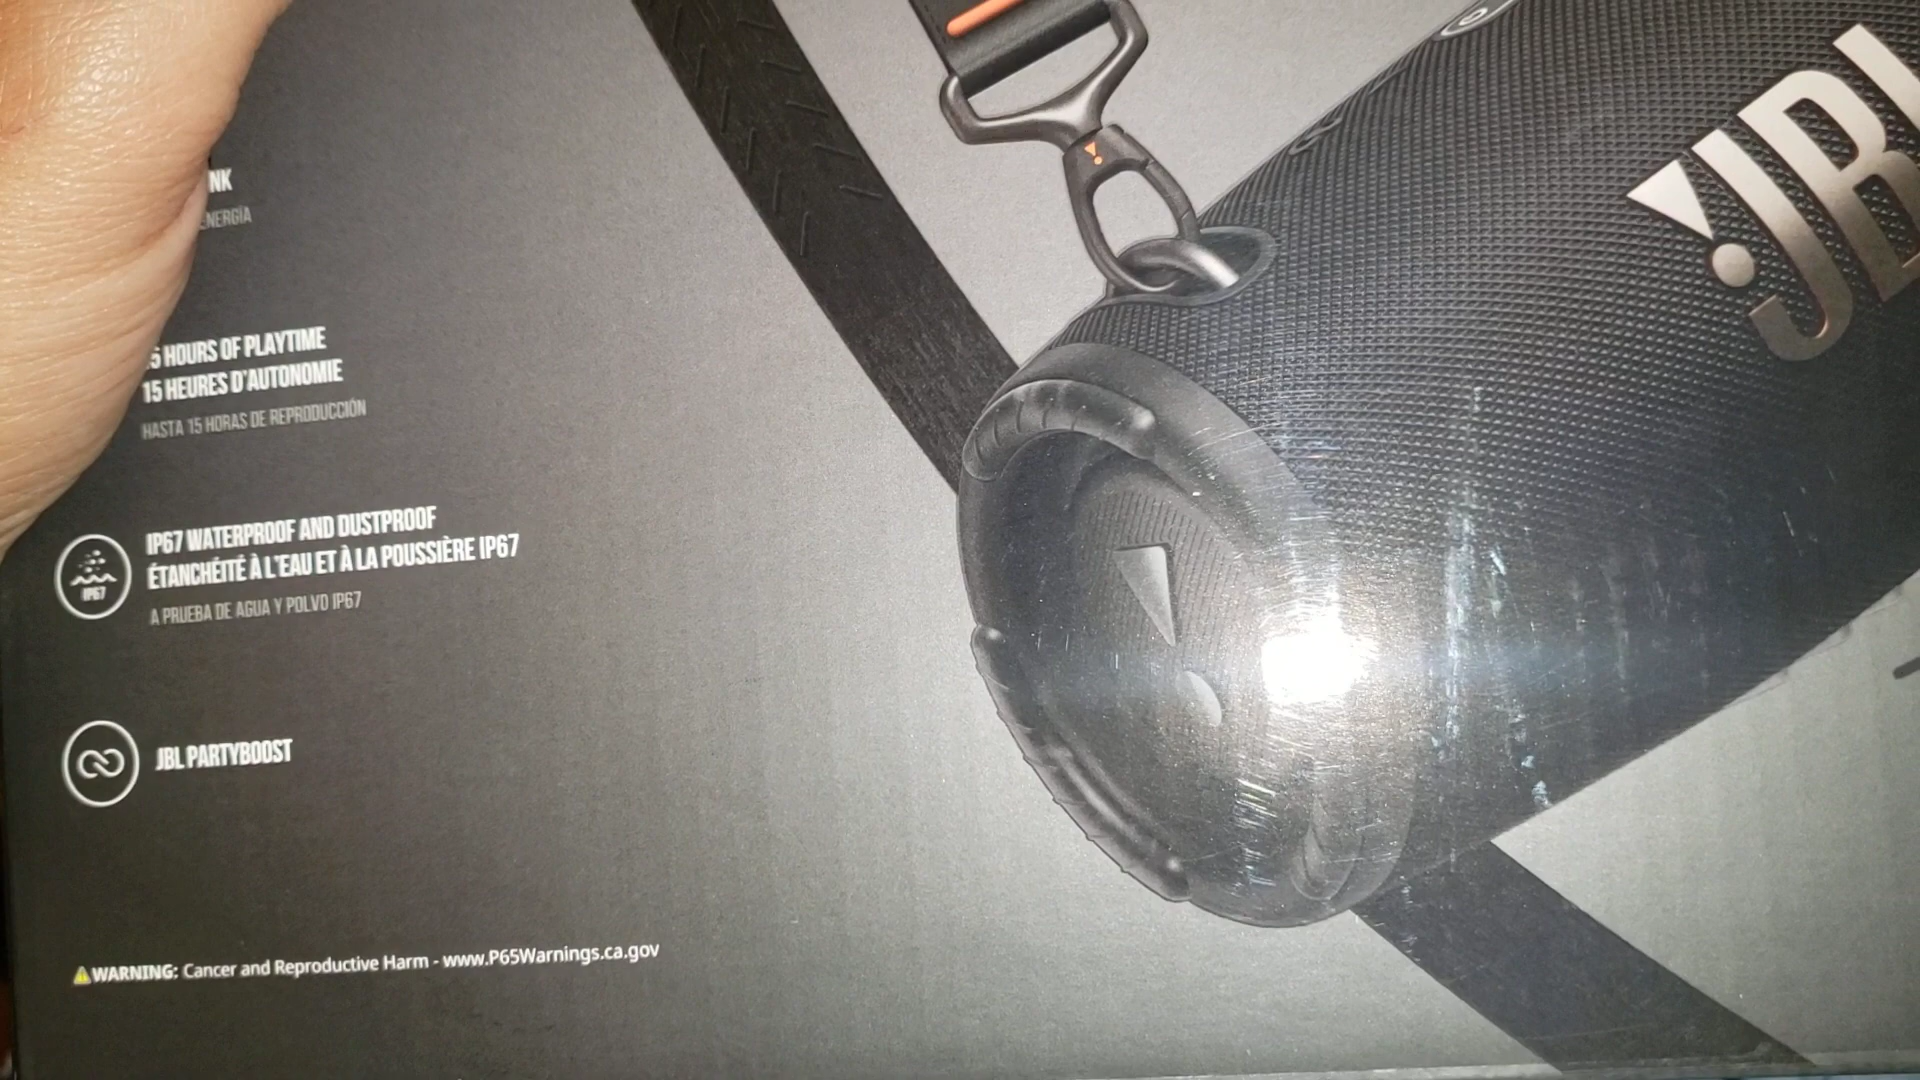 HOURS OF PLAYTIME
15 HEURES D'AUTONOMIE
HASTA 15 HORAS DE REPRODUCCIÓN
IP67 WATERPROOF AND DUSTPROOF
ÉTANCHÉITÉ À L'EAU ET À LA POUSSIÈRE IP67
A PRUEBA DE AGUA Y POLVO IP67
IP67
JBL PARTYBOOST
WARNING: Cancer and Reproductive Harm - www.P65Warnings.ca.gov
JBL